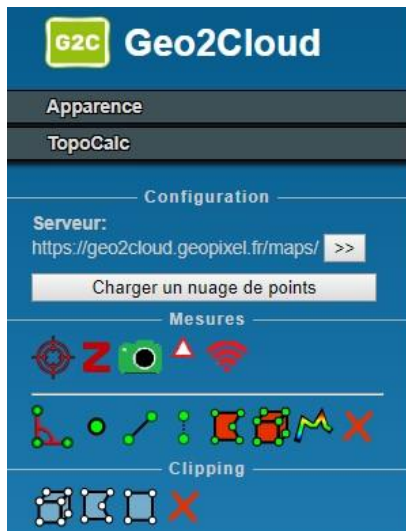 G2C Geo2Cloud
Apparence
TopoCalc
Configuration
Serveur:
https://geo2cloud.geopixel.fr/maps/ >>
Charger un nuage de points
Mesures
Z
Clipping